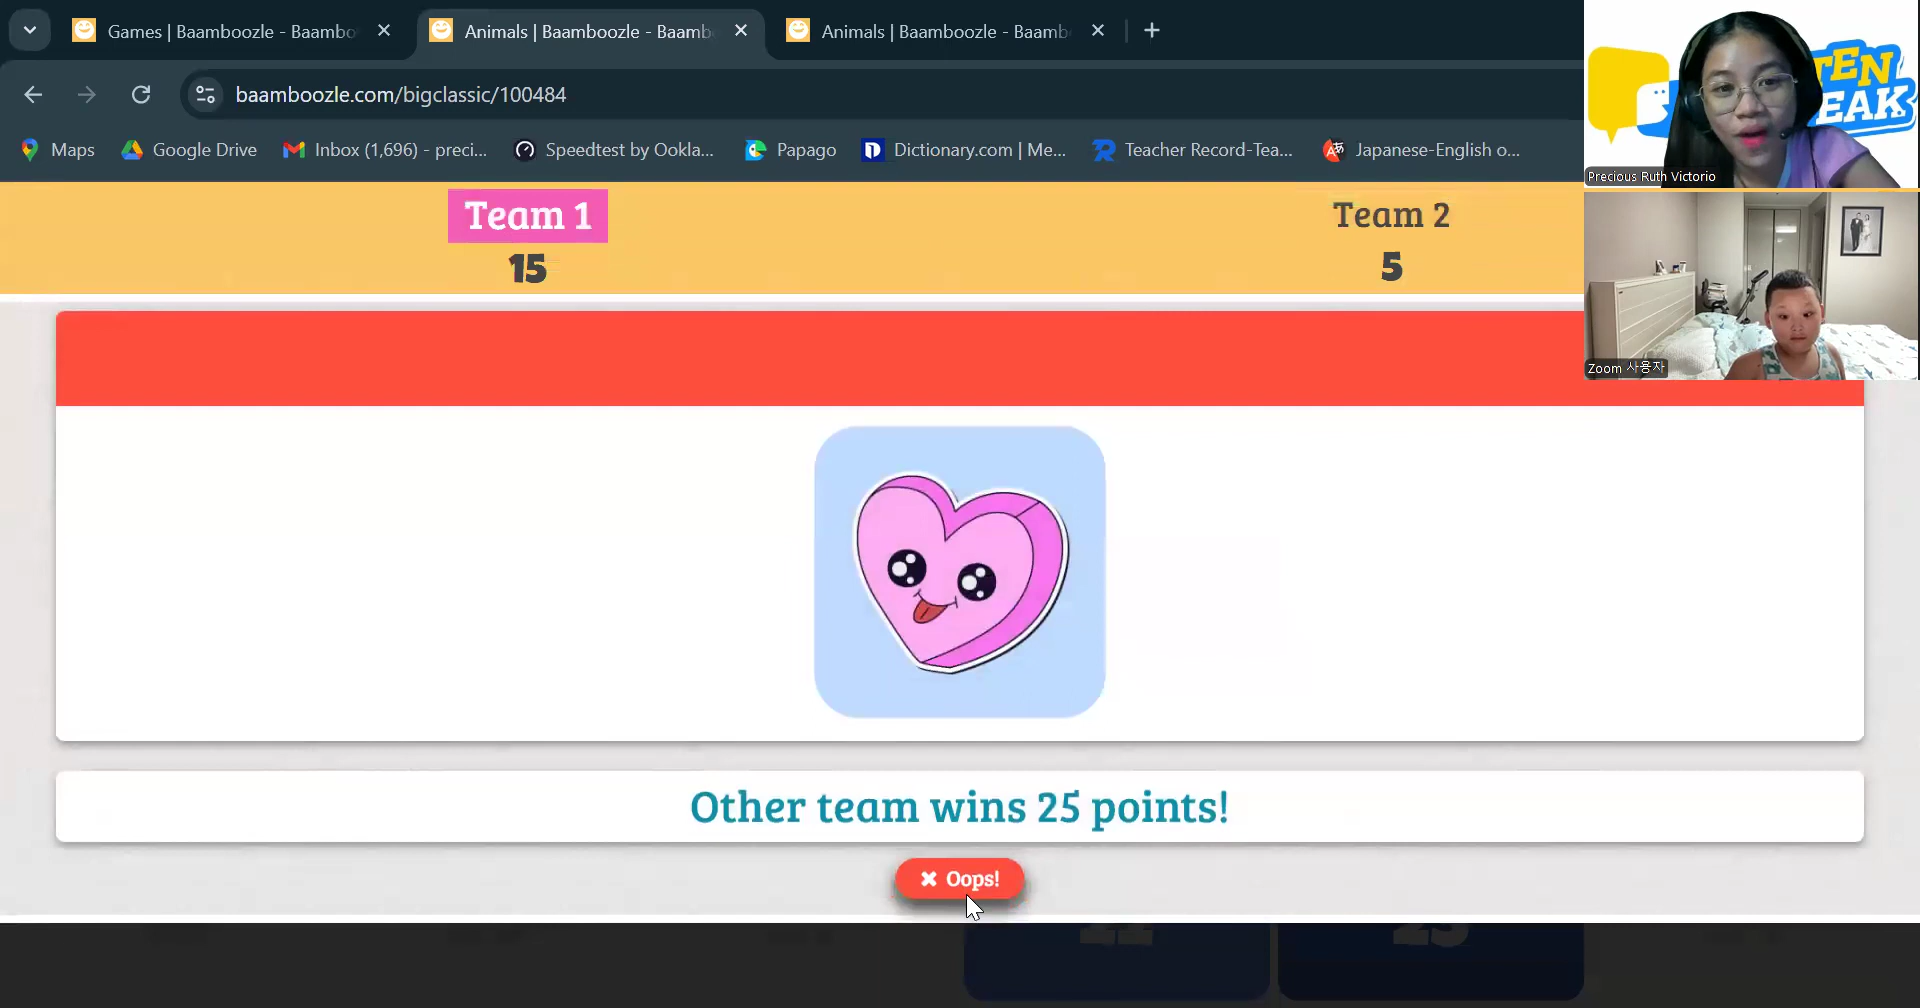 Games | Baamboozle - Baambo
Animals | Baamboozle - Baamb
Animals | Baamboozle - Baamb
baamboozle.com/bigclassic/100484
Maps
Google Drive
Inbox (1,696) - preci...
Speedtest by Ookla...
Papago
Dictionary.com | Me...
Teacher Record-Tea...
Japanese-English o...
TEN
EAK
Precious Ruth Victorio
Zoom 사용자
Team 1
15
Team 2
5
Other team wins 25 points!
Oops!